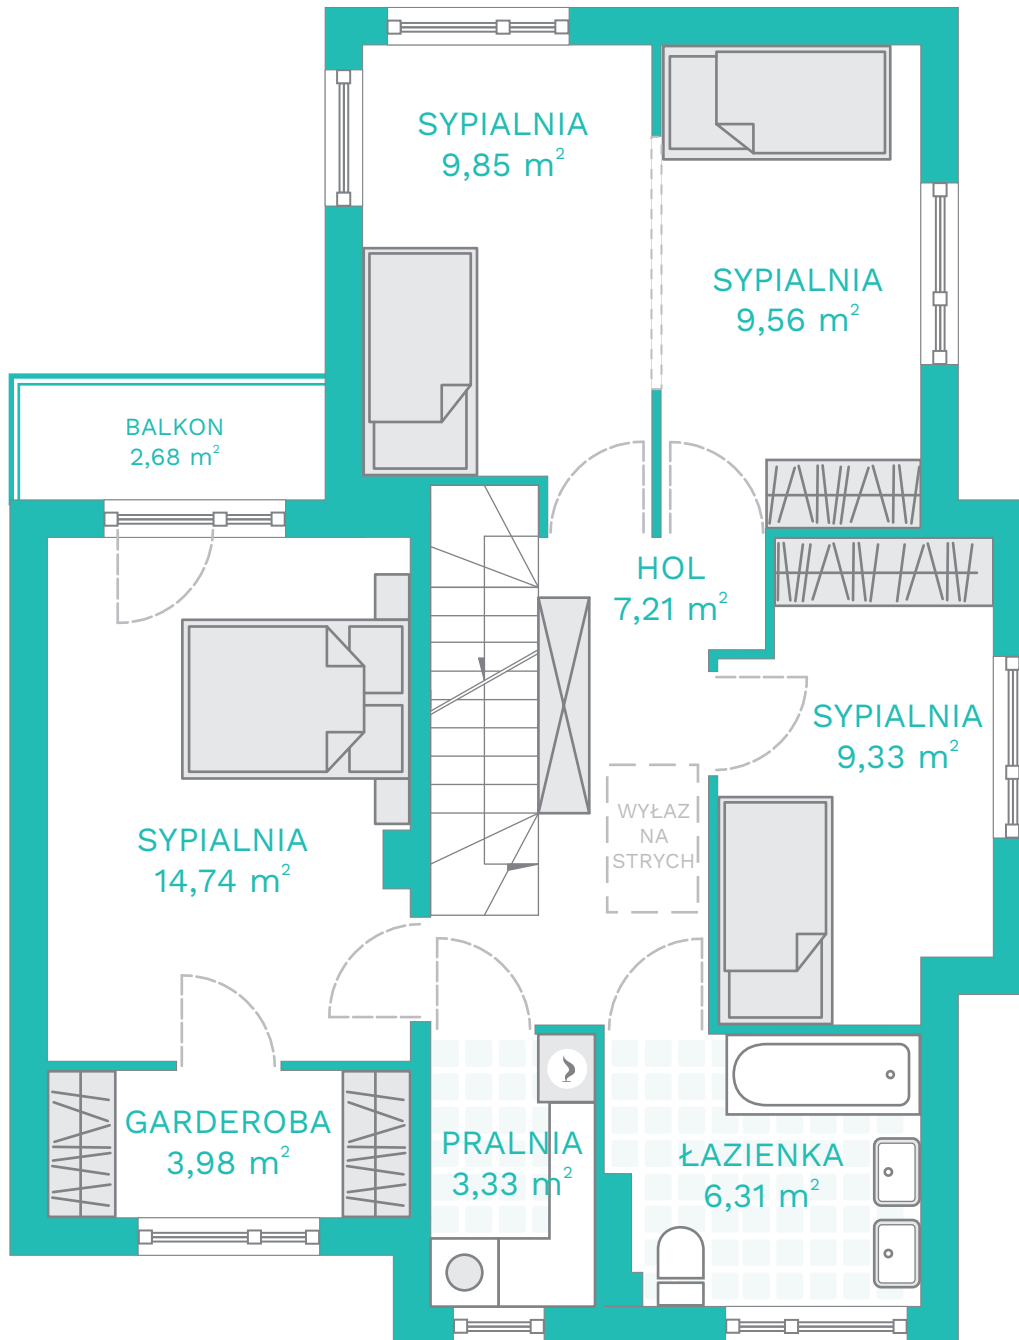 SYPIALNIA
9,85 m²
SYPIALNIA
9,56 m²
BALKON
2,68 m²
HOL
7,21 m²
SYPIALNIA
9,33 m²
WYŁAZ
NA
STRYCH
SYPIALNIA
14,74 m²
GARDEROBA
3,98 m²
PRALNIA
3,33 m²
ŁAZIENKA
6,31 m²